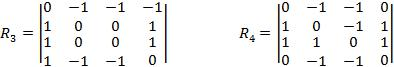 R₃ = |0 −1 −1 −1| R₄ = |0 −1 −1 0|
|1 0 0 1| |1 0 −1 1|
|1 0 0 1| |1 1 0 1|
|1 −1 −1 0| |0 −1 −1 0|